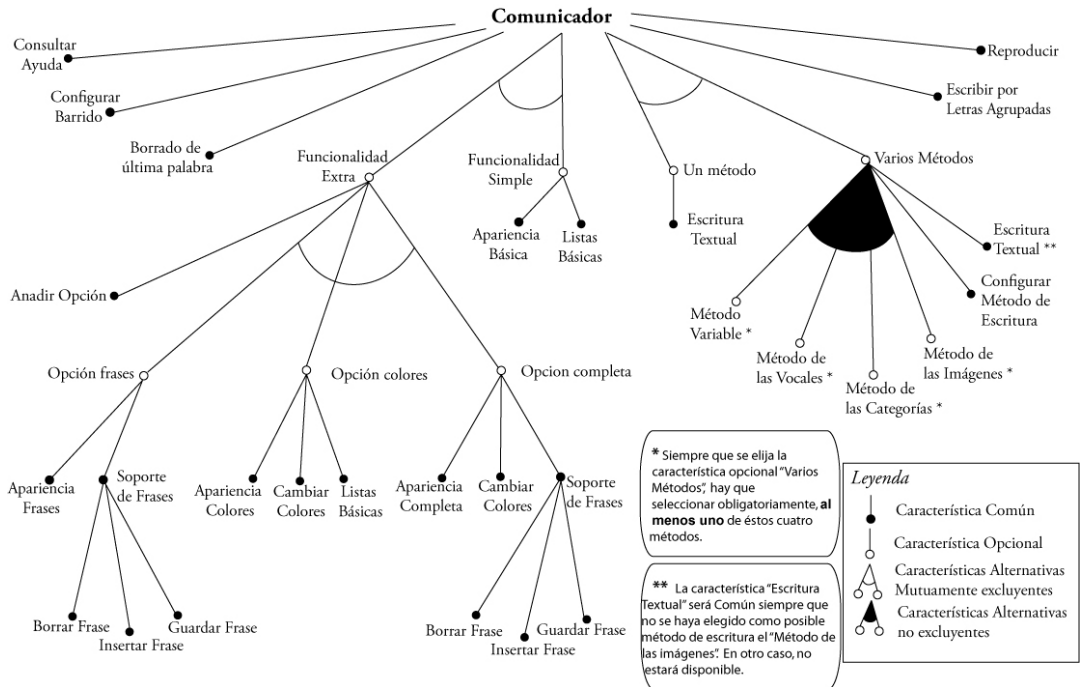 Comunicador
Consultar
Ayuda
Configurar
Barrido
Borrado de
última palabra
Reproducir
Escribir por
Letras Agrupadas
Funcionalidad
Extra
Funcionalidad
Simple
Un método
Varios Métodos
Apariencia
Básica
Listas
Básicas
Escritura
Textual
Escritura
Textual **
Configurar
Método de
Escritura
Anadir Opción
Método
Variable *
Método de
las Vocales *
Método de
las Categorías *
Método de
las Imágenes *
Opción frases
Opción colores
Opcion completa
Apariencia
Frases
Soporte
de Frases
Apariencia
Colores
Cambiar
Colores
Listas
Básicas
Apariencia
Completa
Cambiar
Colores
Soporte
de Frases
Borrar Frase
Insertar Frase
Guardar Frase
Borrar Frase
Insertar Frase
Guardar Frase
* Siempre que se elija la
característica opcional "Varios
Métodos", hay que
seleccionar obligatoriamente, al
menos uno de éstos cuatro
métodos.
** La característica "Escritura
Textual" será Común siempre que
no se haya elegido como posible
método de escritura el "Método de
las imágenes". En otro caso, no
estará disponible.
Leyenda
Característica Común
Característica Opcional
Características Alternativas
Mutuamente excluyentes
Características Alternativas
no excluyentes